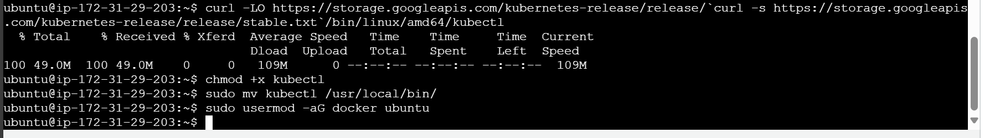 ubuntu@ip-172-31-29-203:~$ curl -LO https://storage.googleapis.com/kubernetes-release/release/`curl -s https://storage.googleapis
.com/kubernetes-release/release/stable.txt`/bin/linux/amd64/kubectl
  % Total    % Received % Xferd  Average Speed   Time    Time     Time  Current
                                 Dload  Upload   Total   Spent    Left  Speed
100 49.0M  100 49.0M    0     0   109M      0 --:--:-- --:--:-- --:--:--  109M
ubuntu@ip-172-31-29-203:~$ chmod +x kubectl
ubuntu@ip-172-31-29-203:~$ sudo mv kubectl /usr/local/bin/
ubuntu@ip-172-31-29-203:~$ sudo usermod -aG docker ubuntu
ubuntu@ip-172-31-29-203:~$